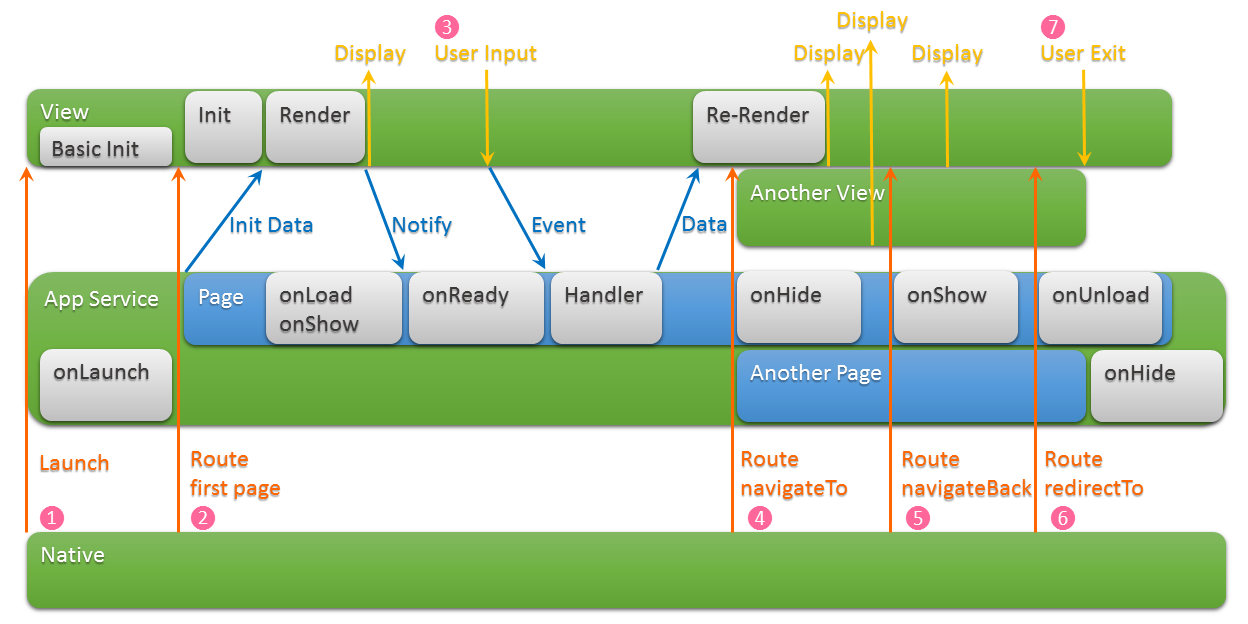 Display
3
7
Display
User Input
Display
Display
User Exit
View
Init
Render
Re-Render
Basic Init
Another View
Init Data
Notify
Event
Data
App Service
Page
onLoad
onShow
onReady
Handler
onHide
onShow
onUnload
onLaunch
Another Page
onHide
Launch
Route
first page
Route
navigateTo
Route
navigateBack
Route
redirectTo
1
2
4
5
6
Native